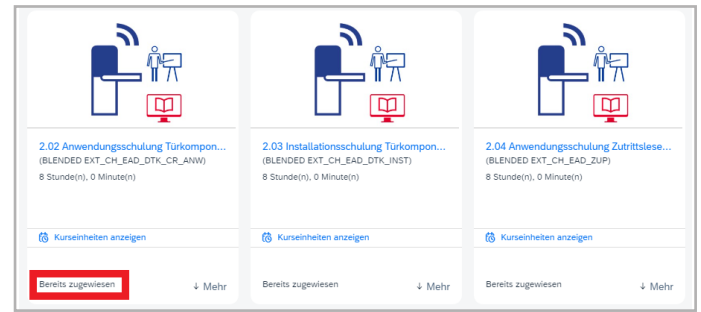 2.02 Anwendungsschulung Türkompon...
(BLENDED EXT_CH_EAD_DTK_CR_ANW)
8 Stunde(n), 0 Minute(n)
Kurseinheiten anzeigen
Bereits zugewiesen
Mehr
2.03 Installationsschulung Türkompon...
(BLENDED EXT_CH_EAD_DTK_INST)
8 Stunde(n), 0 Minute(n)
Kurseinheiten anzeigen
Bereits zugewiesen
Mehr
2.04 Anwendungsschulung Zutrittslese...
(BLENDED EXT_CH_EAD_ZUP)
8 Stunde(n), 0 Minute(n)
Kurseinheiten anzeigen
Bereits zugewiesen
Mehr